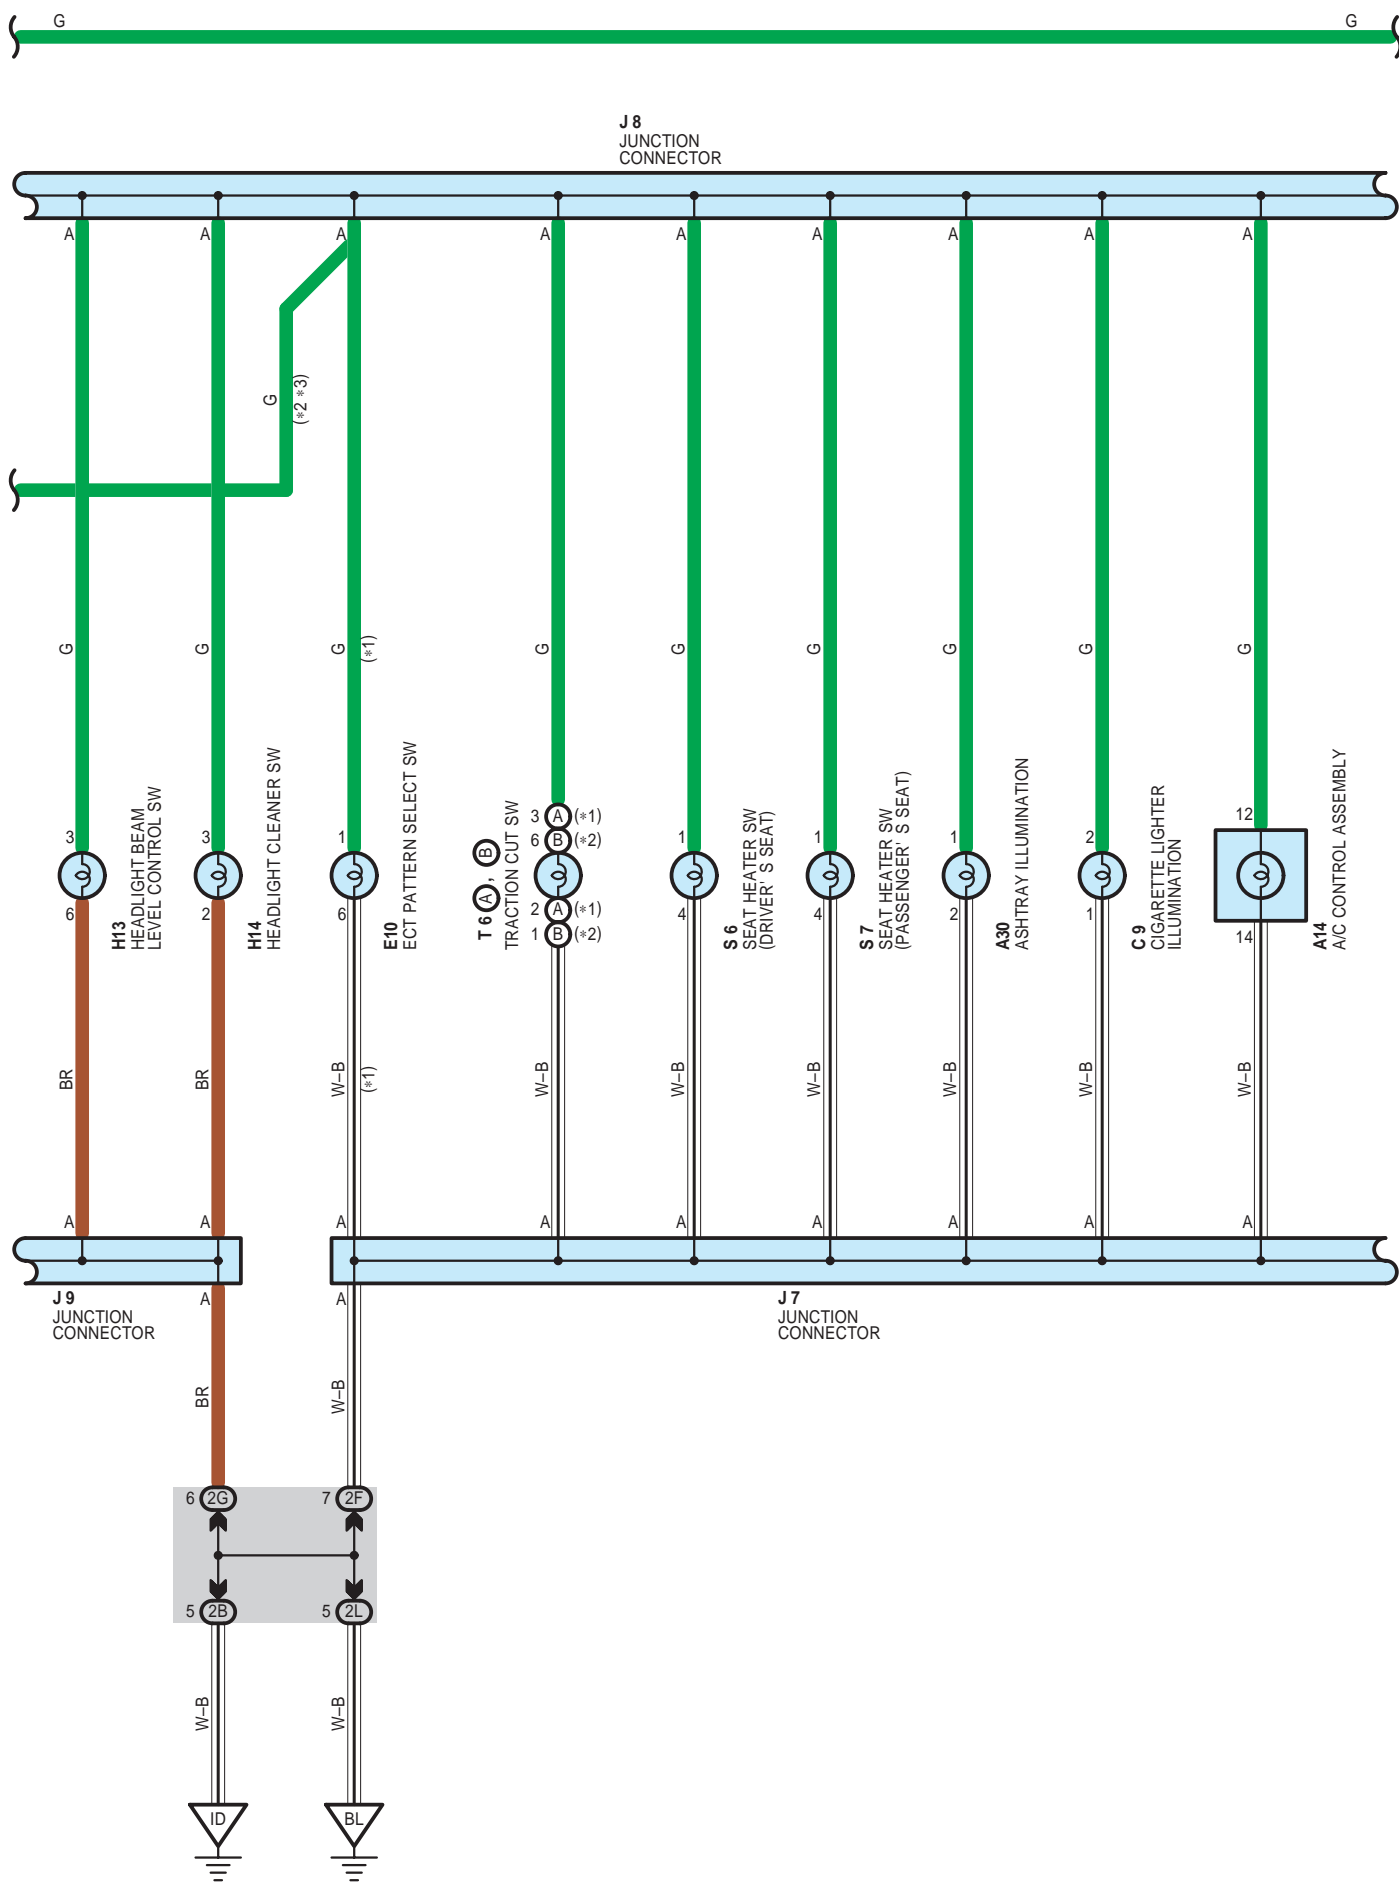 G
G
J 8
JUNCTION
CONNECTOR
A
A
A
A
A
A
A
A
A
G
(*2 *3)
G
G
G
(*1)
G
G
G
G
G
G
3
6
H13
HEADLIGHT BEAM
LEVEL CONTROL SW
3
2
H14
HEADLIGHT CLEANER SW
1
6
E10
ECT PATTERN SELECT SW
T 6 A , B
TRACTION CUT SW
3 A (*1)
6 B (*2)
2 A (*1)
1 B (*2)
1
4
S 6
SEAT HEATER SW
(DRIVER' S SEAT)
1
4
S 7
SEAT HEATER SW
(PASSENGER' S SEAT)
1
2
A30
ASHTRAY ILLUMINATION
2
1
C 9
CIGARETTE LIGHTER
ILLUMINATION
12
14
A14
A/C CONTROL ASSEMBLY
BR
BR
W–B
(*1)
W–B
W–B
W–B
W–B
W–B
W–B
A
A
A
A
A
A
A
A
A
J 9
JUNCTION
CONNECTOR
A
A
J 7
JUNCTION
CONNECTOR
BR
W–B
6 2G
7 2F
5 2B
5 2L
W–B
W–B
ID
BL